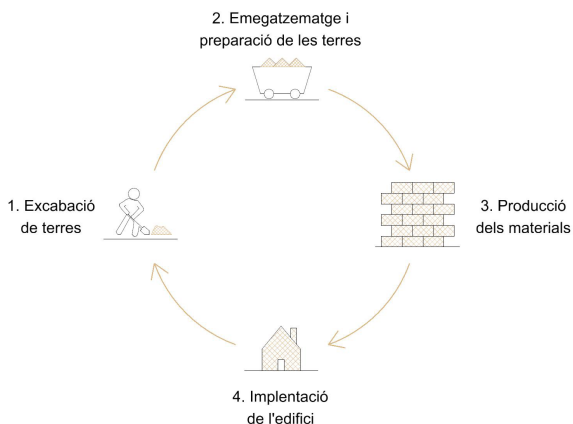 2. Emegatzematge i
preparació de les terres
1. Excabació
de terres
3. Producció
dels materials
4. Implentació
de l'edifici